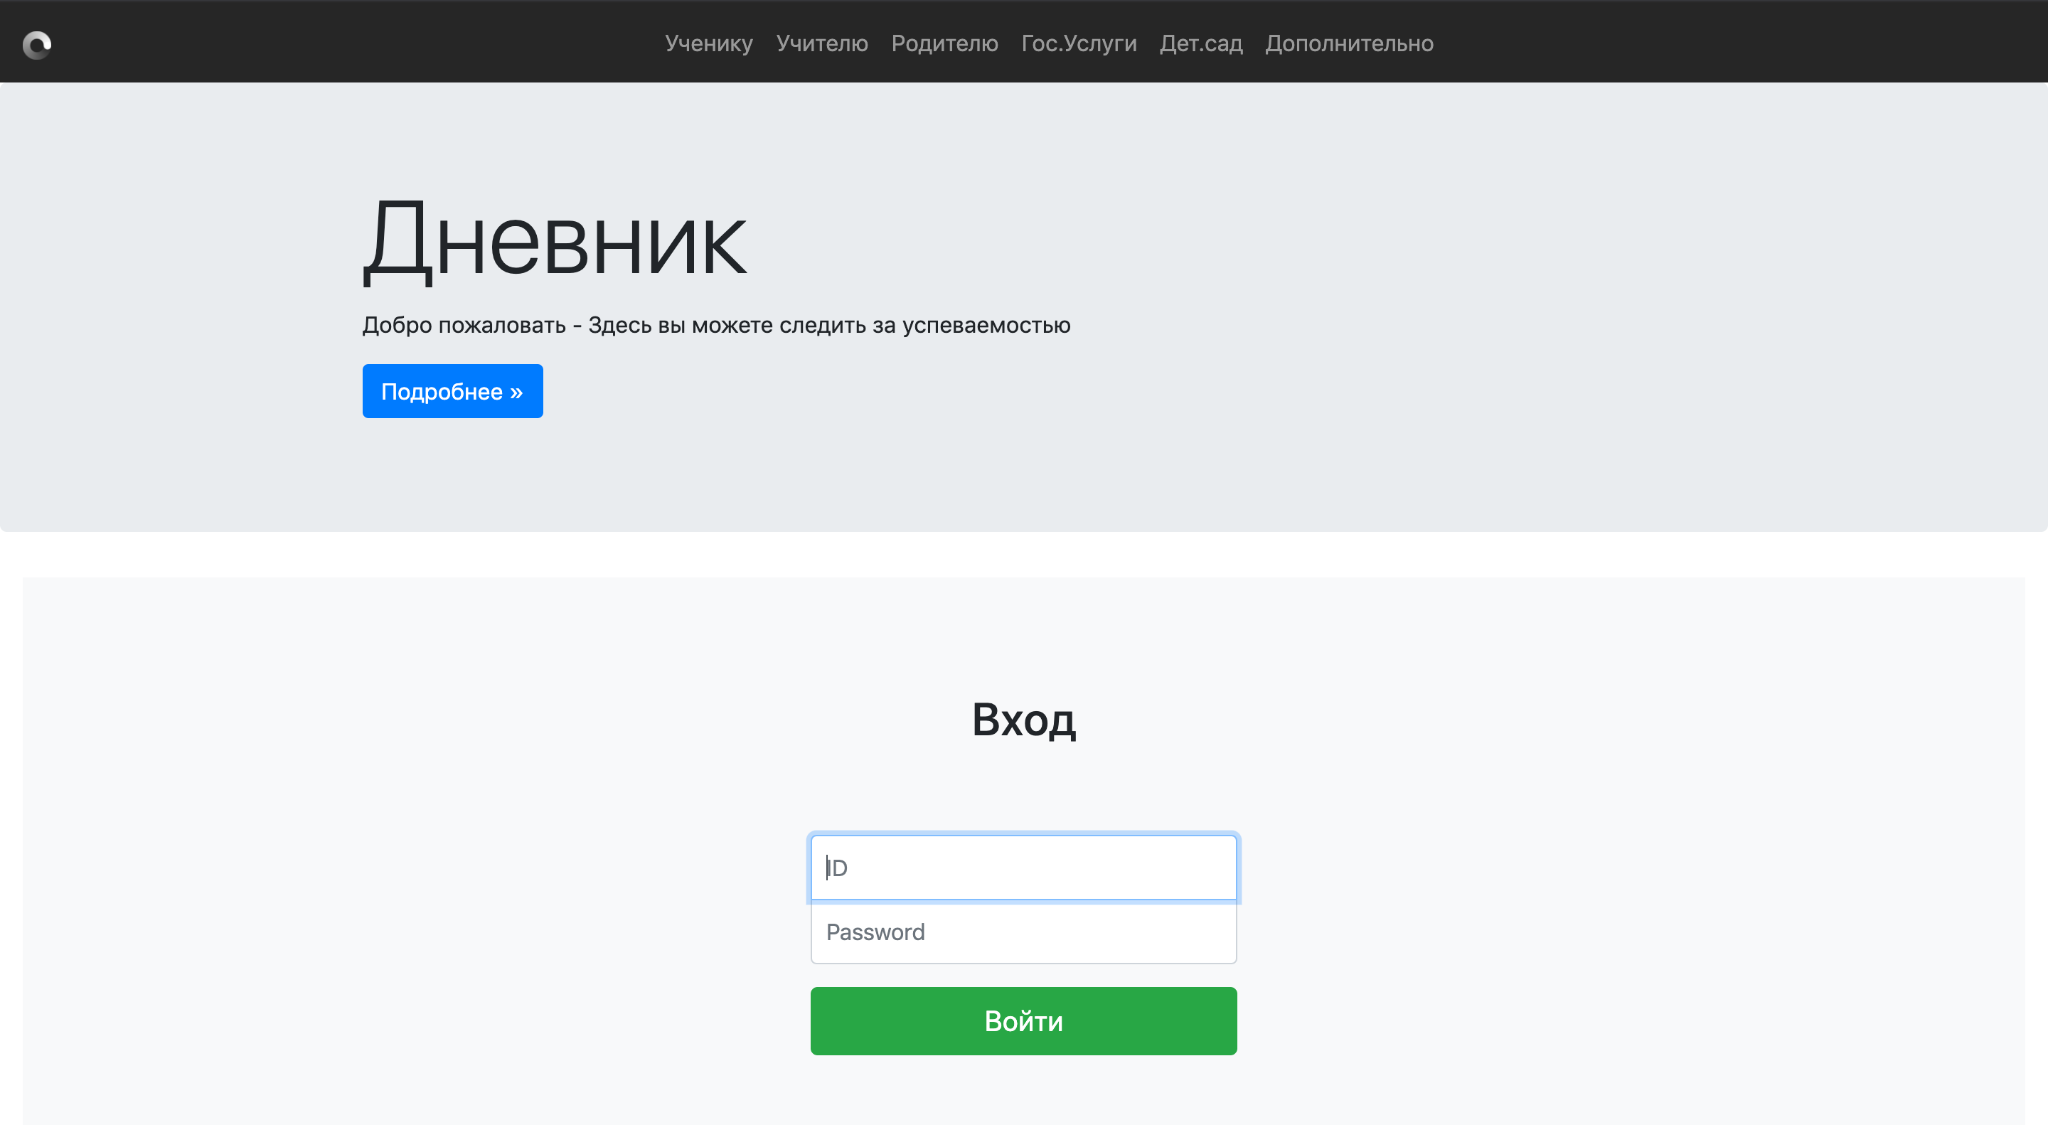 Ученику Учителю Родителю Гос.Услуги Дет.сад Дополнительно
Дневник
Добро пожаловать - Здесь вы можете следить за успеваемостью
Подробнее »
Вход
ID
Password
Войти